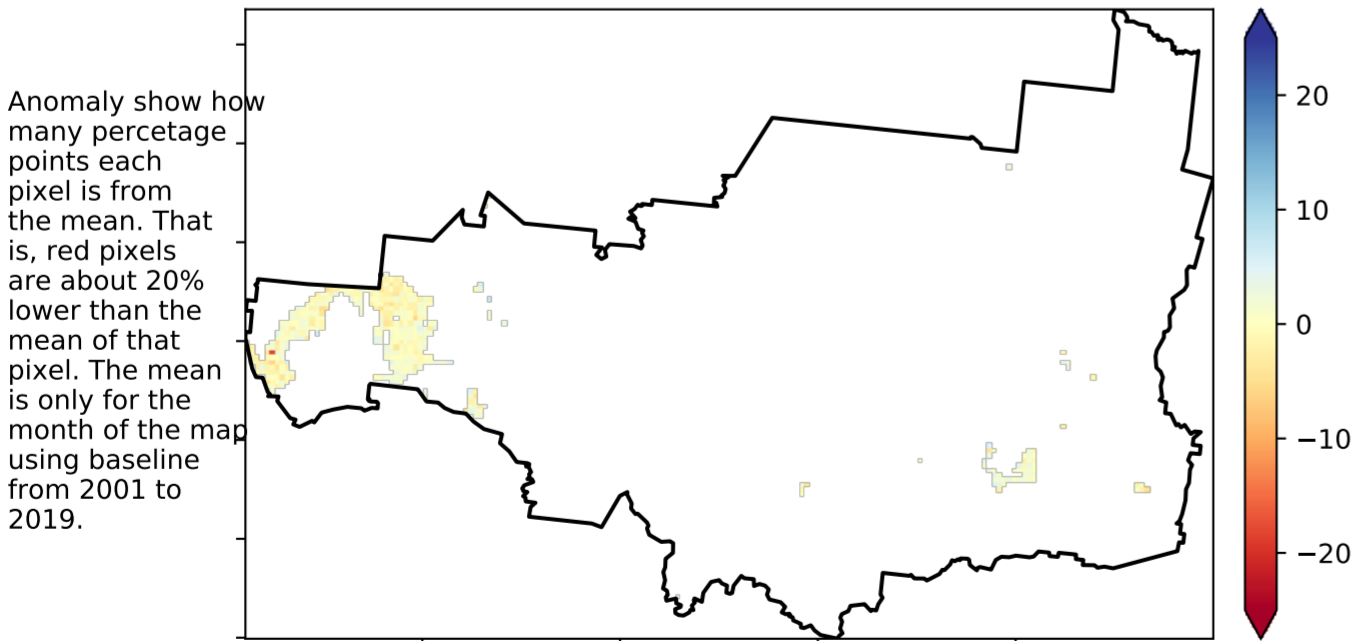 Anomaly show how
many percetage
points each
pixel is from
the mean. That
is, red pixels
are about 20%
lower than the
mean of that
pixel. The mean
is only for the
month of the map
using baseline
from 2001 to
2019.
20
10
0
−10
−20